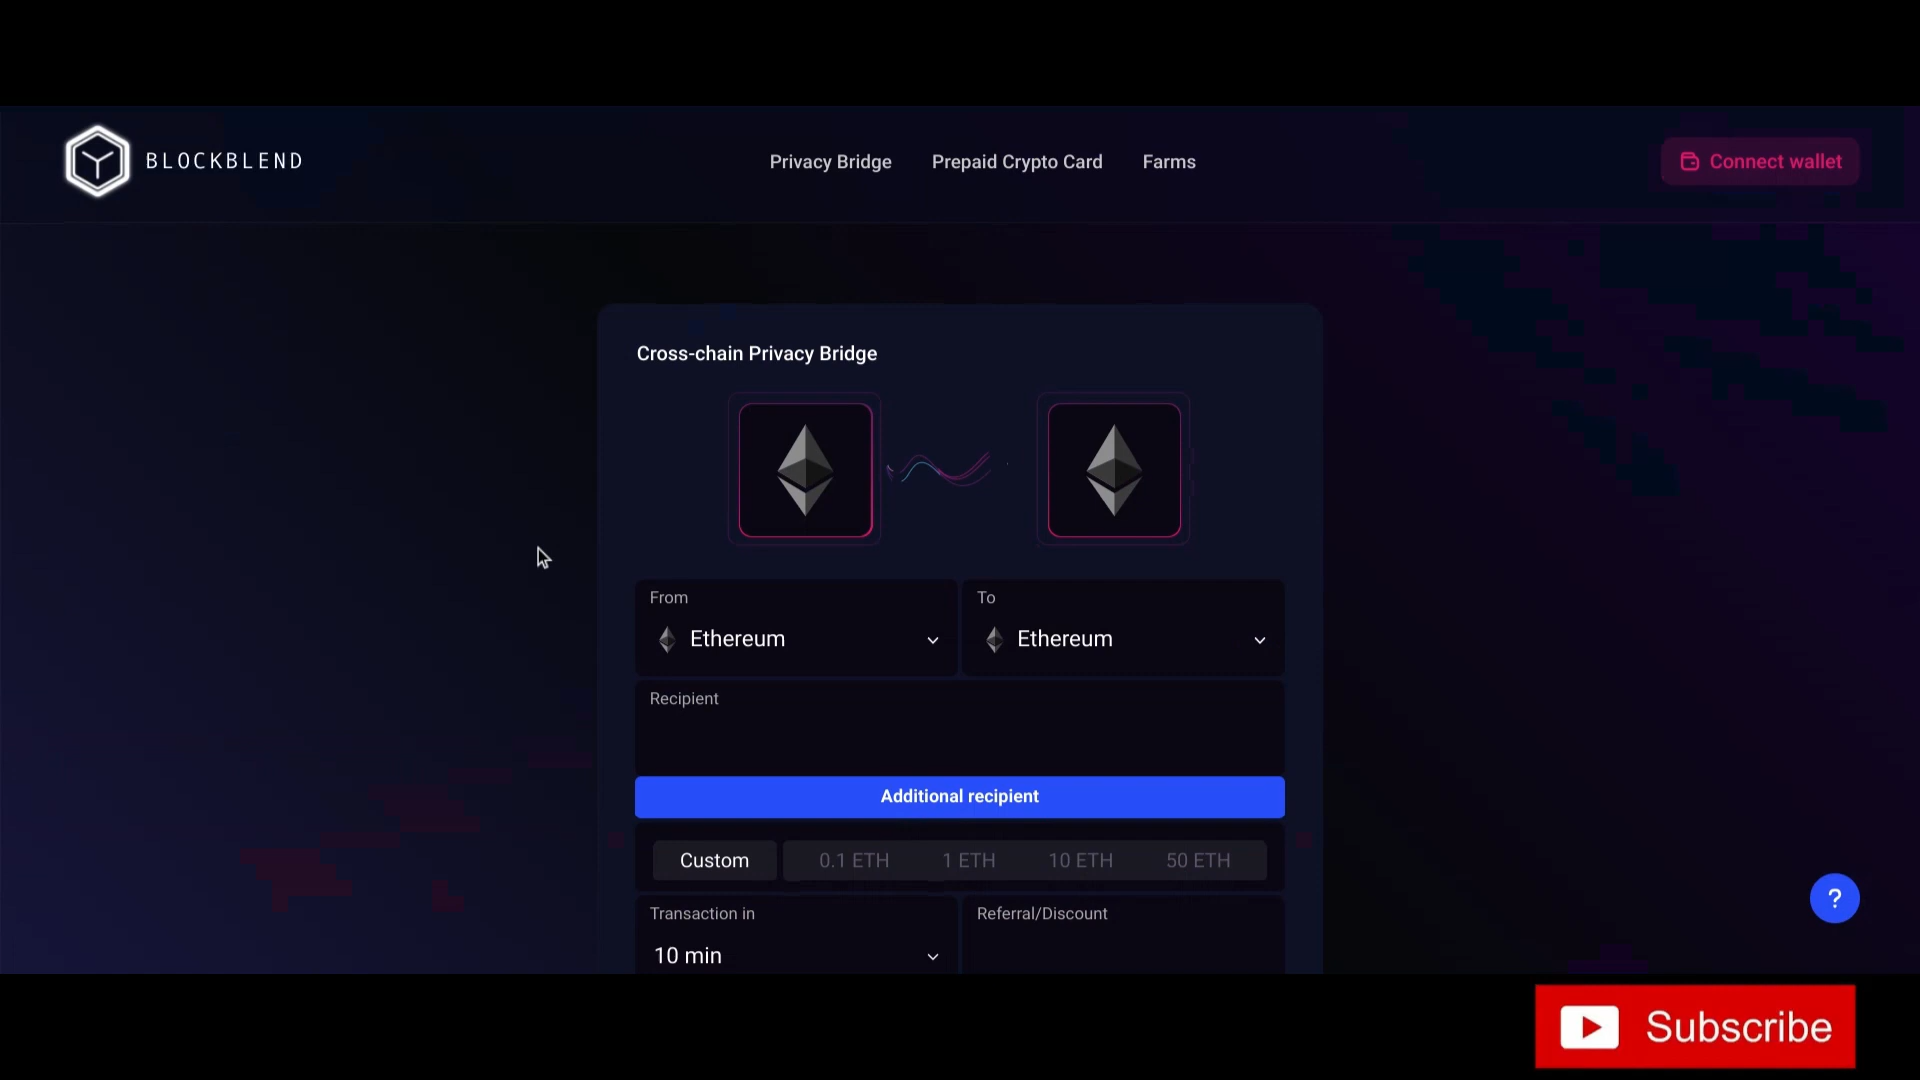 BLOCKBLEND
Privacy Bridge
Prepaid Crypto Card
Farms
Connect wallet
Cross-chain Privacy Bridge
From
Ethereum
To
Ethereum
Recipient
Additional recipient
Custom
0.1 ETH
1 ETH
10 ETH
50 ETH
Transaction in
10 min
Referral/Discount
?
Subscribe